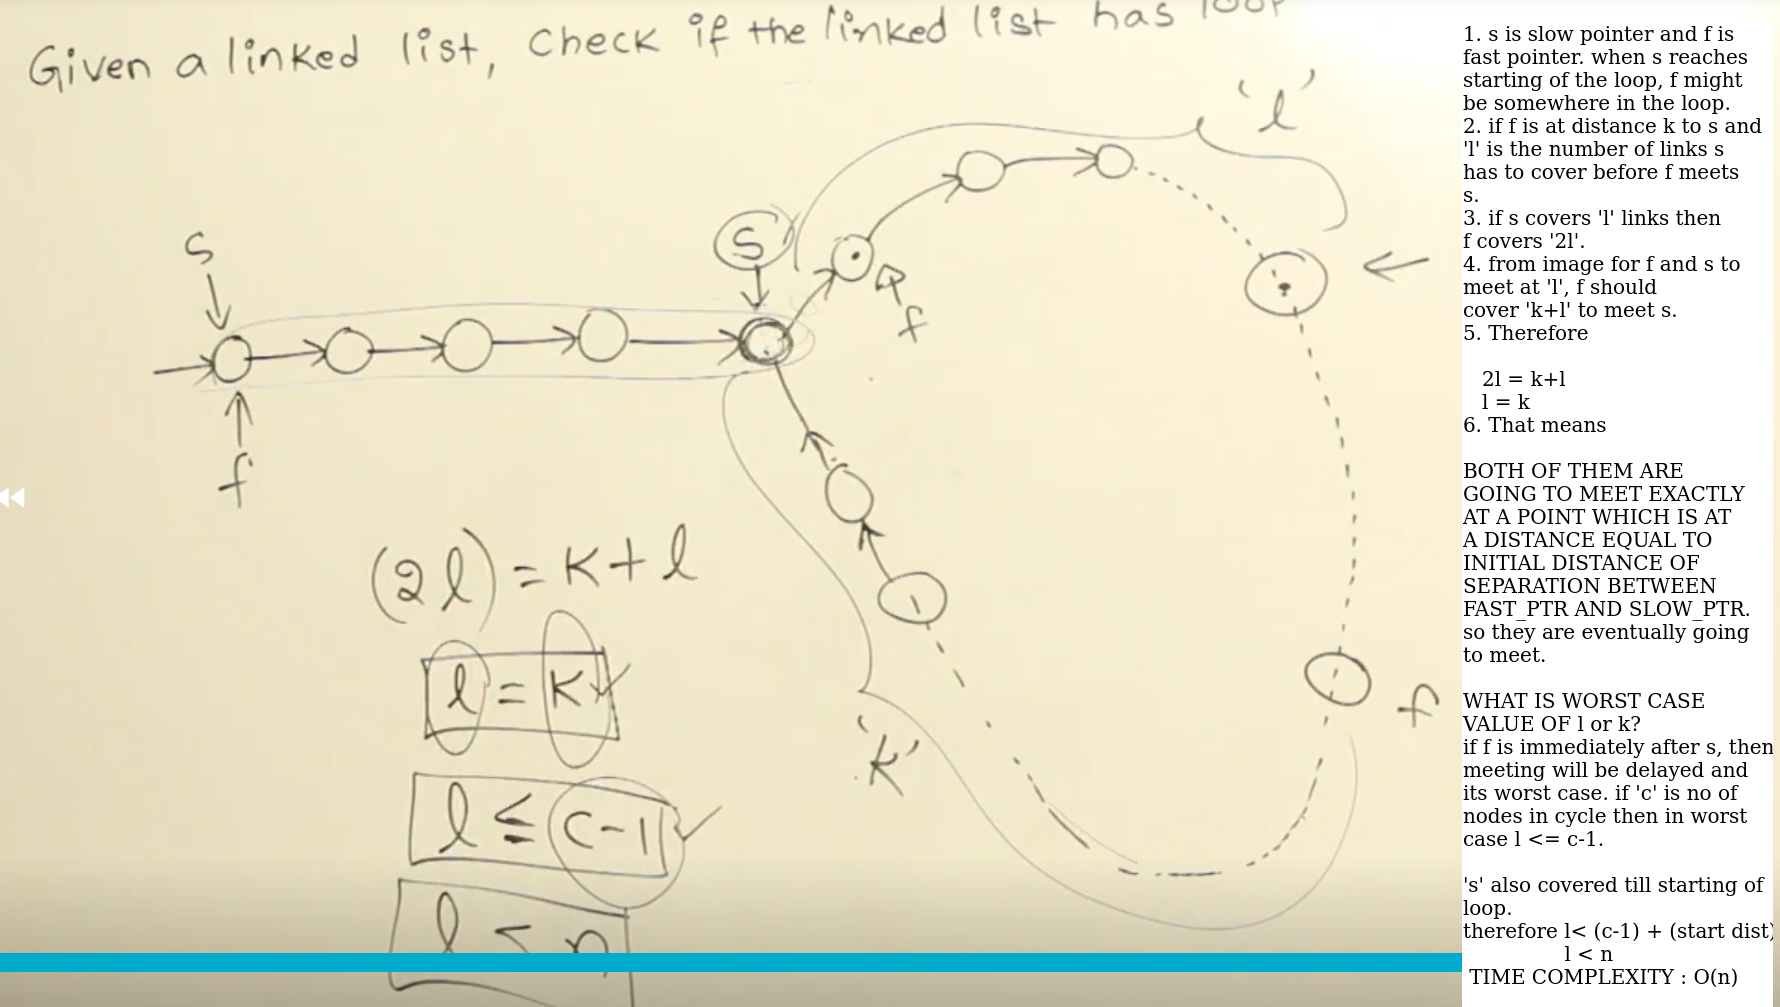 Given a linked list, Check if the linked list has loop
'l'
s
s
f
f
(2l) = K + l
l = K
'K'
f
l ≤ c-1
l ≤ n
1. s is slow pointer and f is
fast pointer. when s reaches
starting of the loop, f might
be somewhere in the loop.
2. if f is at distance k to s and
'l' is the number of links s
has to cover before f meets
s.
3. if s covers 'l' links then
f covers '2l'.
4. from image for f and s to
meet at 'l', f should
cover 'k+l' to meet s.
5. Therefore
2l = k+l
l = k
6. That means
BOTH OF THEM ARE
GOING TO MEET EXACTLY
AT A POINT WHICH IS AT
A DISTANCE EQUAL TO
INITIAL DISTANCE OF
SEPARATION BETWEEN
FAST_PTR AND SLOW_PTR.
so they are eventually going
to meet.
WHAT IS WORST CASE
VALUE OF l or k?
if f is immediately after s, then
meeting will be delayed and
its worst case. if 'c' is no of
nodes in cycle then in worst
case l <= c-1.
's' also covered till starting of
loop.
therefore l< (c-1) + (start dist)
l < n
TIME COMPLEXITY : O(n)